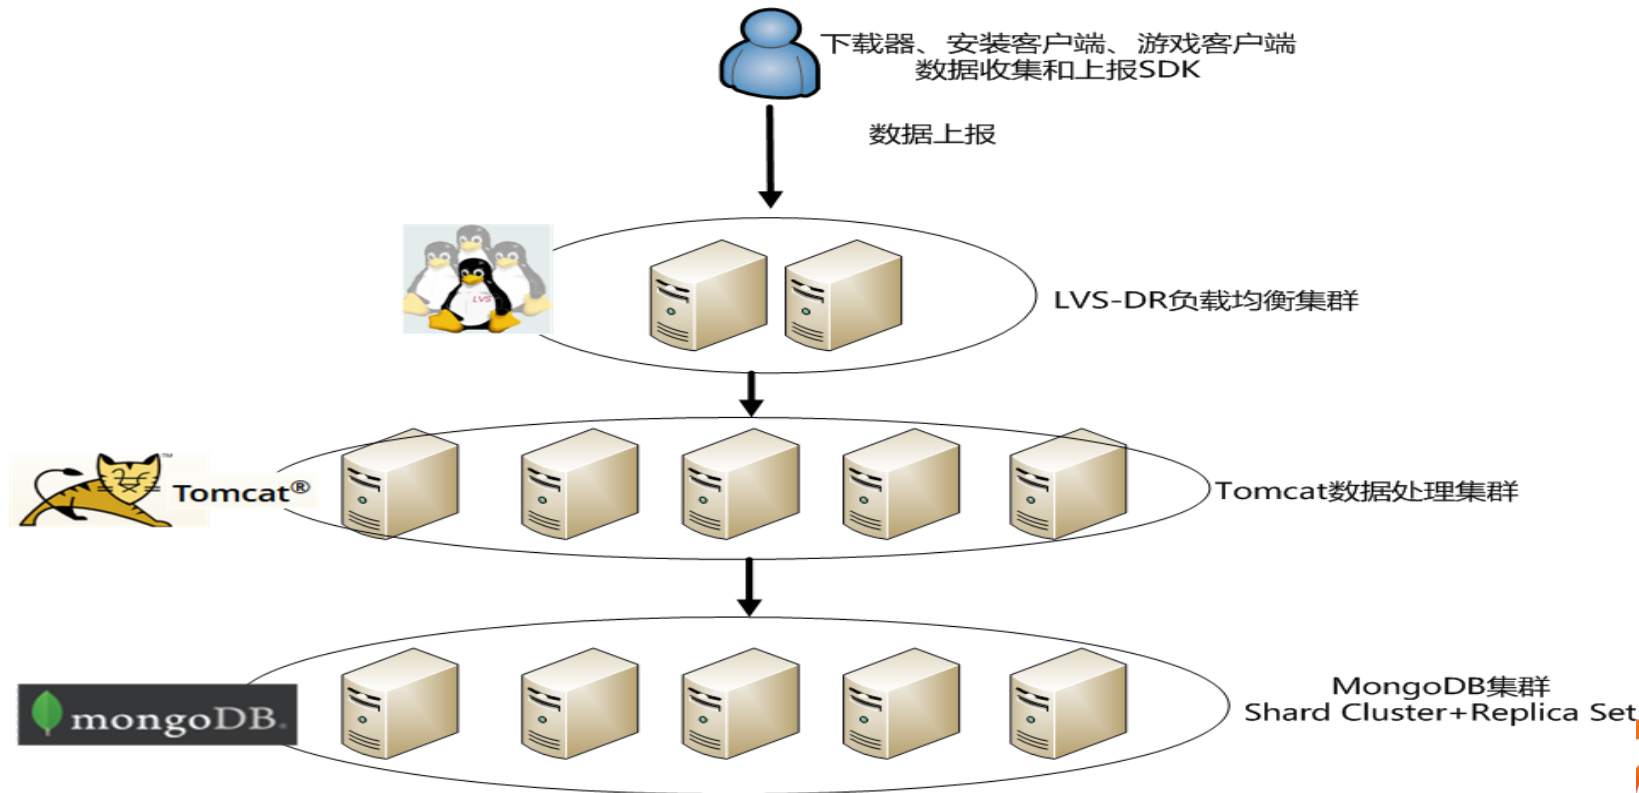 下载器、安装客户端、游戏客户端
数据收集和上报SDK
数据上报
LVS
LVS-DR负载均衡集群
Tomcat®
™
Tomcat数据处理集群
mongoDB.
MongoDB集群
Shard Cluster+Replica Set